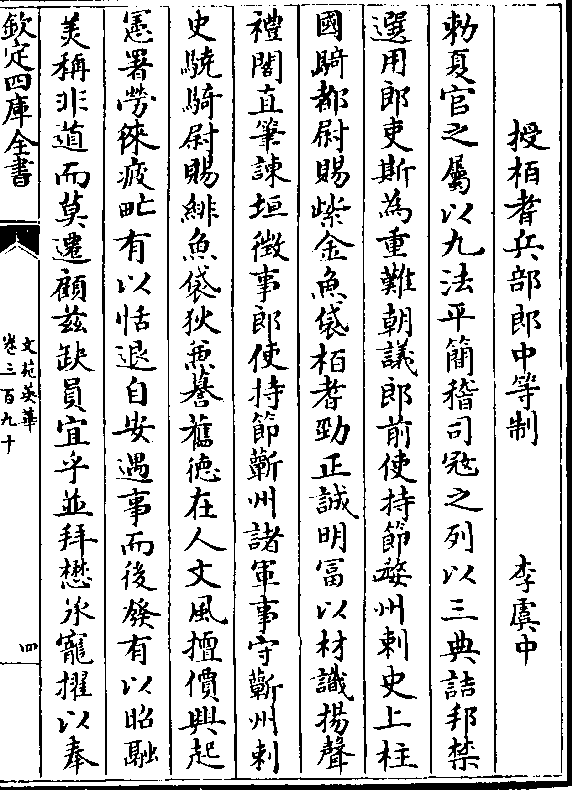 授栢耆兵部郎中等制　李虞中
勅夏官之屬以九法平簡稽司冦之列以三典詰邦禁
選用郎吏斯為重難朝議郎前使持節婺州刺史上柱
國騎都尉賜紫金魚袋栢耆勁正誠明富以材識揚聲
禮闈直筆諫垣徴事郎使持節蘄州諸軍事守蘄州刺
史驍騎尉賜緋魚袋狄兼謩舊徳在人文風擅價與起
憲署勞徠疲甿有以恬退自安遇事而後發有以昭融
美稱非道而莫遷顧兹缺員宜乎並拜懋承寵擢以奉
欽定四庫全書
文苑英華
卷三百九十
四